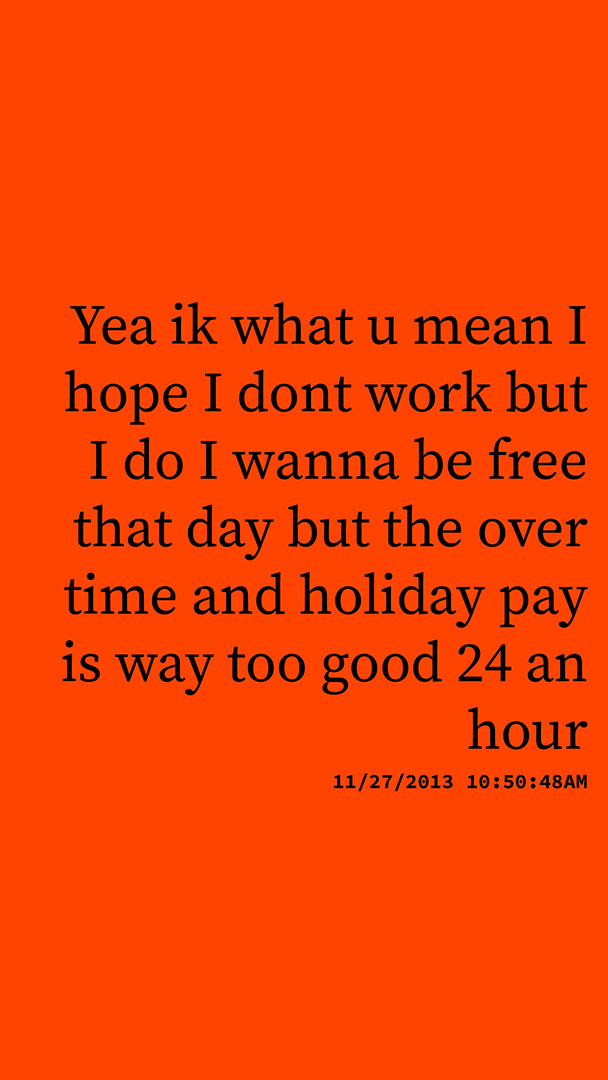 Yea ik what u mean I
hope I dont work but
I do I wanna be free
that day but the over
time and holiday pay
is way too good 24 an
hour
11/27/2013 10:50:48AM